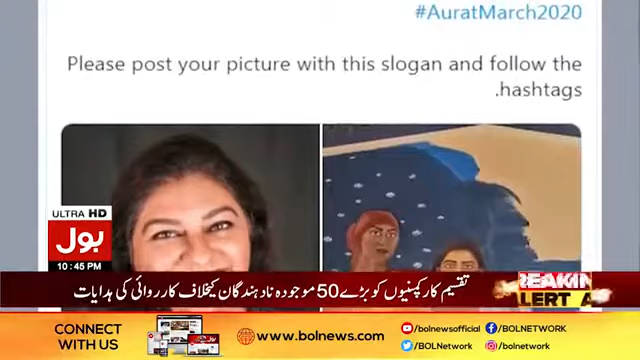 #AuratMarch2020
Please post your picture with this slogan and follow the
.hashtags
ULTRA HD
بول
10:45 PM
تقسیم کار کمپنیوں کو بڑے 50 موجودہ نادہندگان کیخلاف کارروائی کی ہدایات
CONNECT
WITH US
www.bolnews.com
/bolnewsofficial
/BOLNETWORK
/BOLNETWORK
/BOLNETWORK